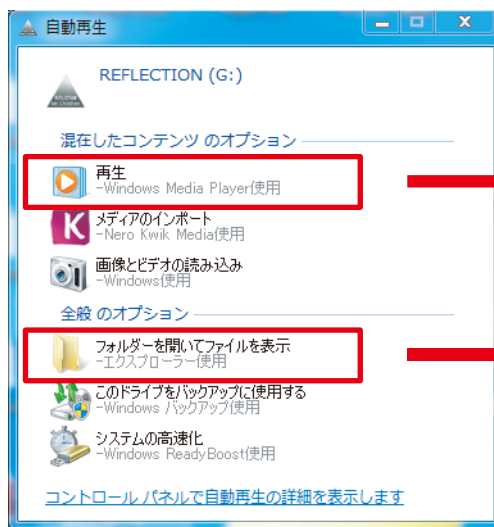 自動再生
REFLECTION (G:)
混在したコンテンツ のオプション
再生
-Windows Media Player使用
メディアのインポート
-Nero Kwik Media使用
画像とビデオの読み込み
-Windows使用
全般 のオプション
フォルダーを開いてファイルを表示
-エクスプローラー使用
このドライブをバックアップに使用する
-Windows バックアップ使用
システムの高速化
-Windows ReadyBoost使用
コントロール パネルで自動再生の詳細を表示します